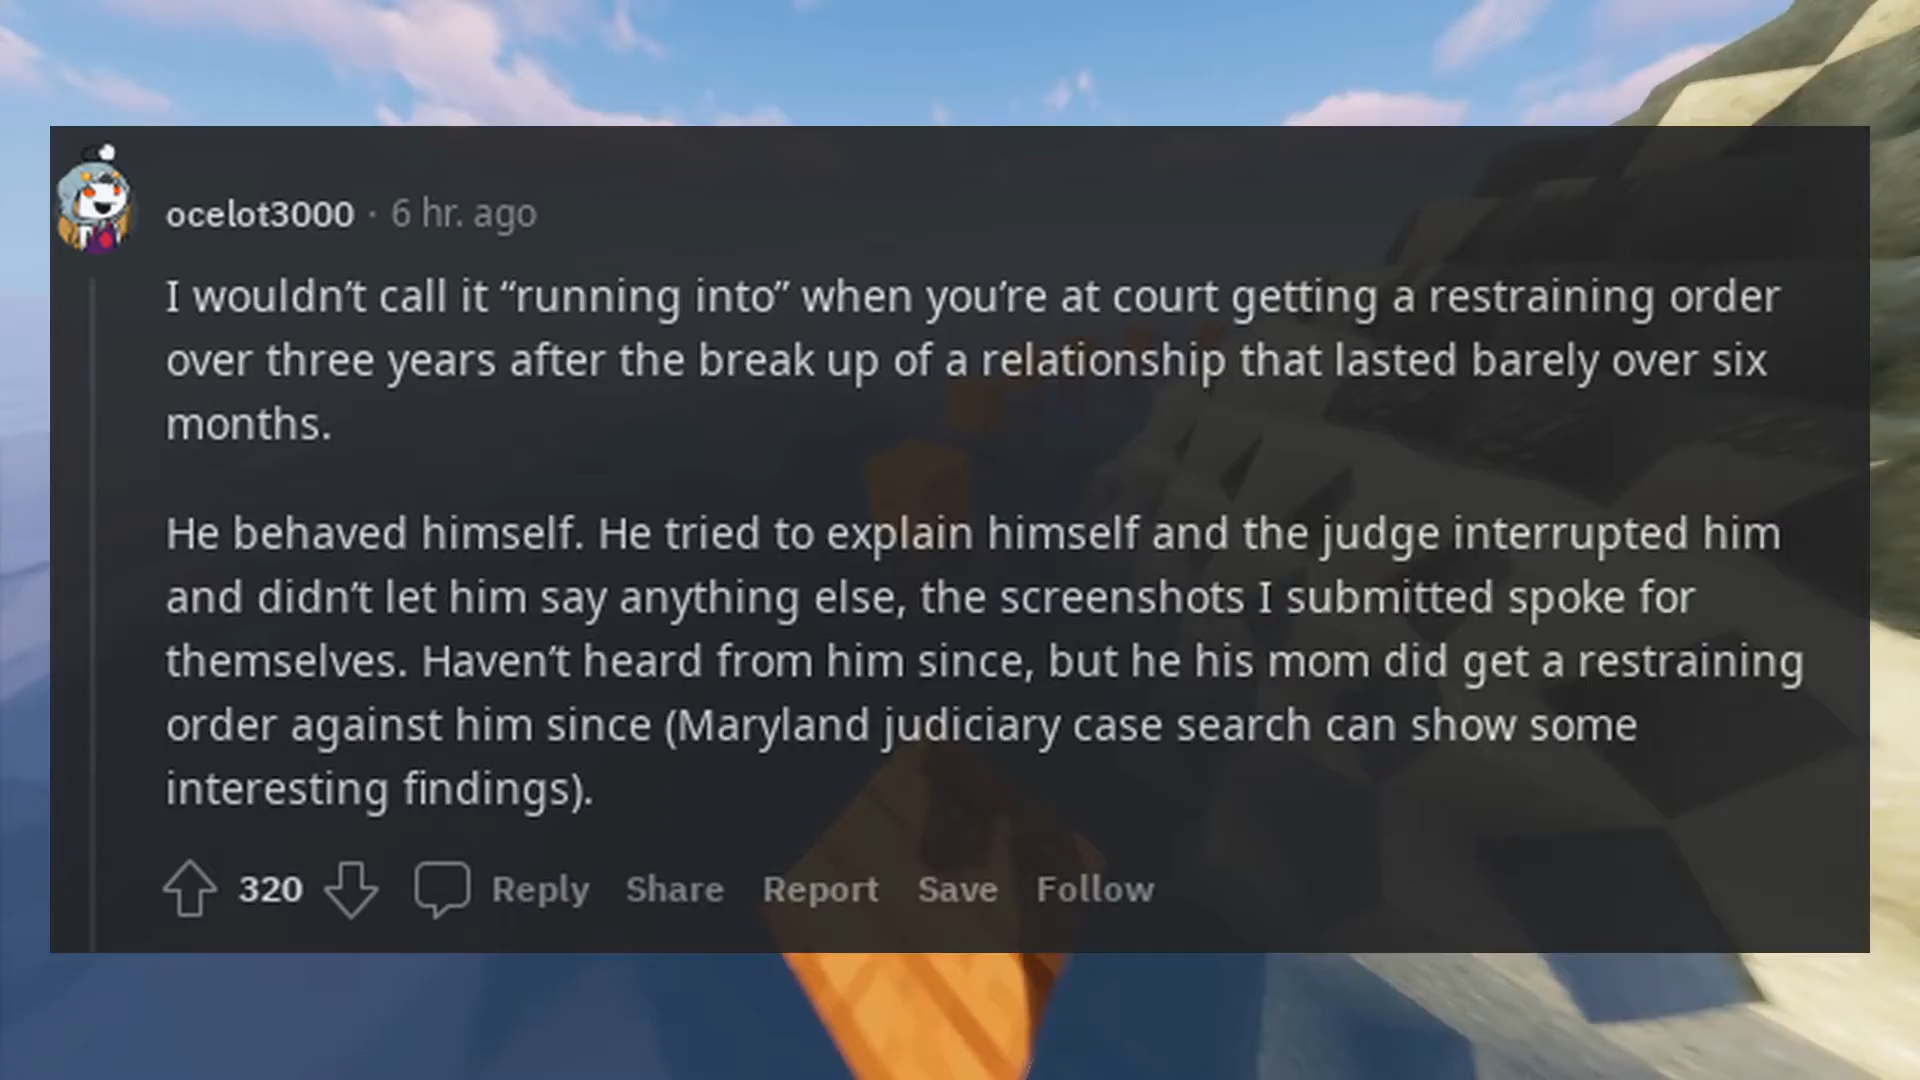 ocelot3000 · 6 hr. ago
I wouldn’t call it “running into” when you’re at court getting a restraining order
over three years after the break up of a relationship that lasted barely over six
months.
He behaved himself. He tried to explain himself and the judge interrupted him
and didn’t let him say anything else, the screenshots I submitted spoke for
themselves. Haven’t heard from him since, but he his mom did get a restraining
order against him since (Maryland judiciary case search can show some
interesting findings).
320 Reply Share Report Save Follow